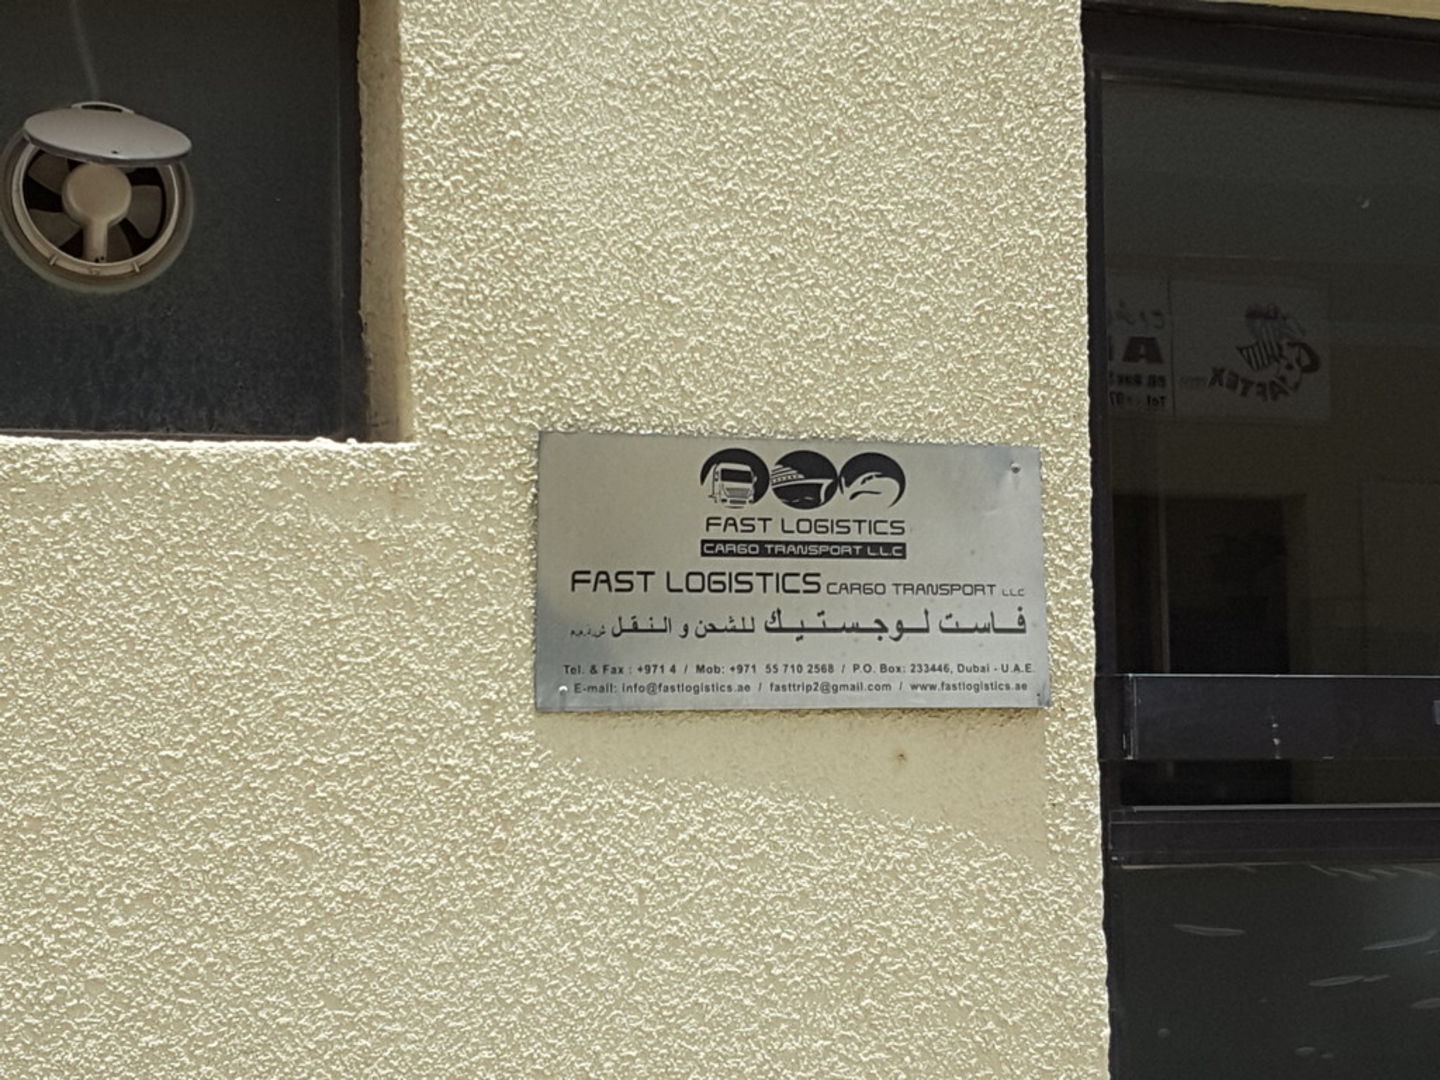 FAST LOGISTICS
CARGO TRANSPORT L.L.C
FAST LOGISTICS CARGO TRANSPORT LLC
فاست لوجستيك للشحن و النقل ش.ذ.م.م
Tel. & Fax : +971 4 / Mob: +971 55 710 2568 / P.O. Box: 233446, Dubai - U.A.E.
E-mail: info@fastlogistics.ae / fasttrip2@gmail.com / www.fastlogistics.ae